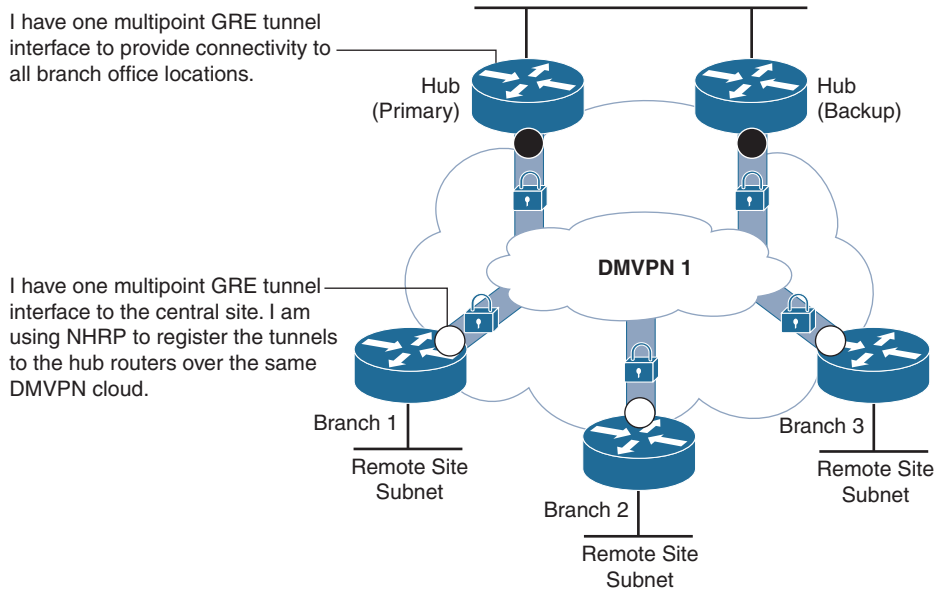 I have one multipoint GRE tunnel
interface to provide connectivity to
all branch office locations.
Hub
(Primary)
Hub
(Backup)
DMVPN 1
I have one multipoint GRE tunnel
interface to the central site. I am
using NHRP to register the tunnels
to the hub routers over the same
DMVPN cloud.
Branch 1
Remote Site
Subnet
Branch 2
Remote Site
Subnet
Branch 3
Remote Site
Subnet